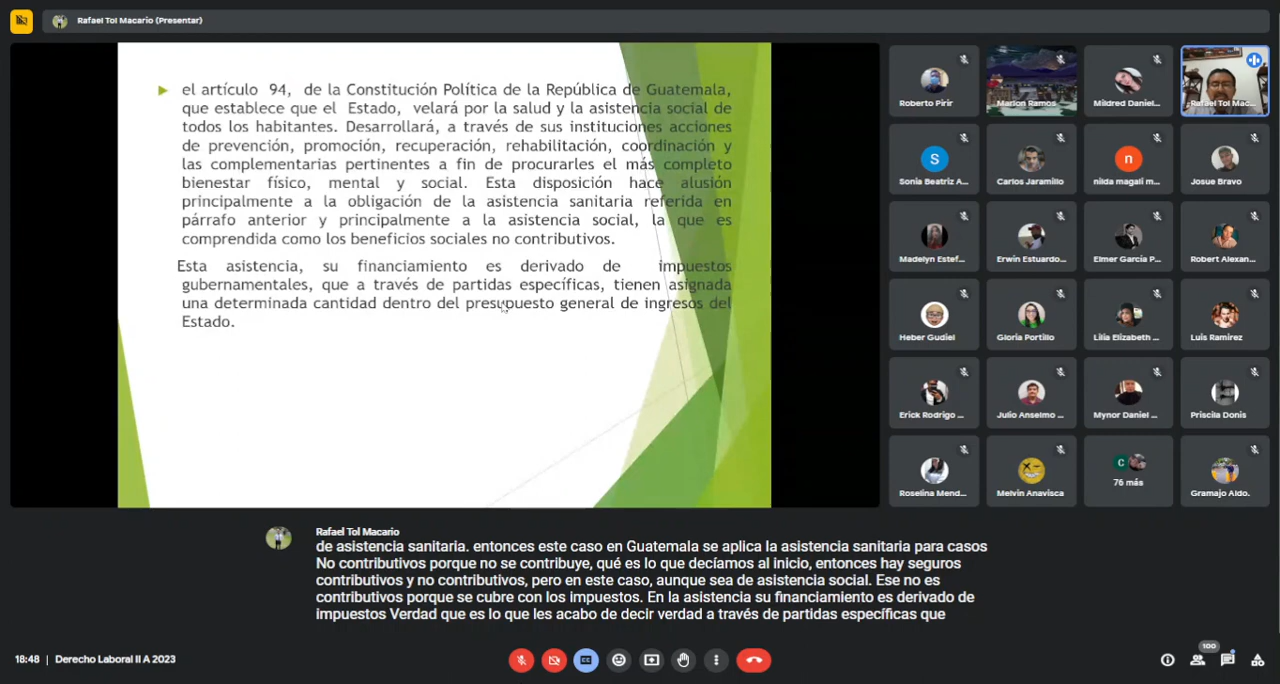 Rafael Tol Macario (Presentar)
el artículo 94, de la Constitución Política de la República de Guatemala,
que establece que el Estado, velará por la salud y la asistencia social de
todos los habitantes. Desarrollará, a través de sus instituciones acciones
de prevención, promoción, recuperación, rehabilitación, coordinación y
las complementarias pertinentes a fin de procurarles el más completo
bienestar físico, mental y social. Esta disposición hace alusión
principalmente a la obligación de la asistencia sanitaria referida en
párrafo anterior y principalmente a la asistencia social, la que es
comprendida como los beneficios sociales no contributivos.
Esta asistencia, su financiamiento es derivado de impuestos
gubernamentales, que a través de partidas específicas, tienen asignada
una determinada cantidad dentro del presupuesto general de ingresos del
Estado.
Roberto Pirir
Marlon Ramos
Mildred Daniel...
Rafael Tol Mac...
S
Sonia Beatriz A...
Carlos Jaramillo
n
nilda magali m...
Josue Bravo
Madelyn Estef...
Erwin Estuardo...
Elmer García P...
Robert Alexan...
Heber Gudiel
Gloria Portillo
Lilia Elizabeth ...
Luis Ramirez
Erick Rodrigo ...
Julio Anselmo ...
Mynor Daniel ...
Priscila Donis
Roselina Mend...
Melvin Anavisca
C
76 más
Gramajo Aldo.
Rafael Tol Macario
de asistencia sanitaria. entonces este caso en Guatemala se aplica la asistencia sanitaria para casos
No contributivos porque no se contribuye, qué es lo que decíamos al inicio, entonces hay seguros
contributivos y no contributivos, pero en este caso, aunque sea de asistencia social. Ese no es
contributivos porque se cubre con los impuestos. En la asistencia su financiamiento es derivado de
impuestos Verdad que es lo que les acabo de decir verdad a través de partidas específicas que
18:48 | Derecho Laboral II A 2023
CC
100